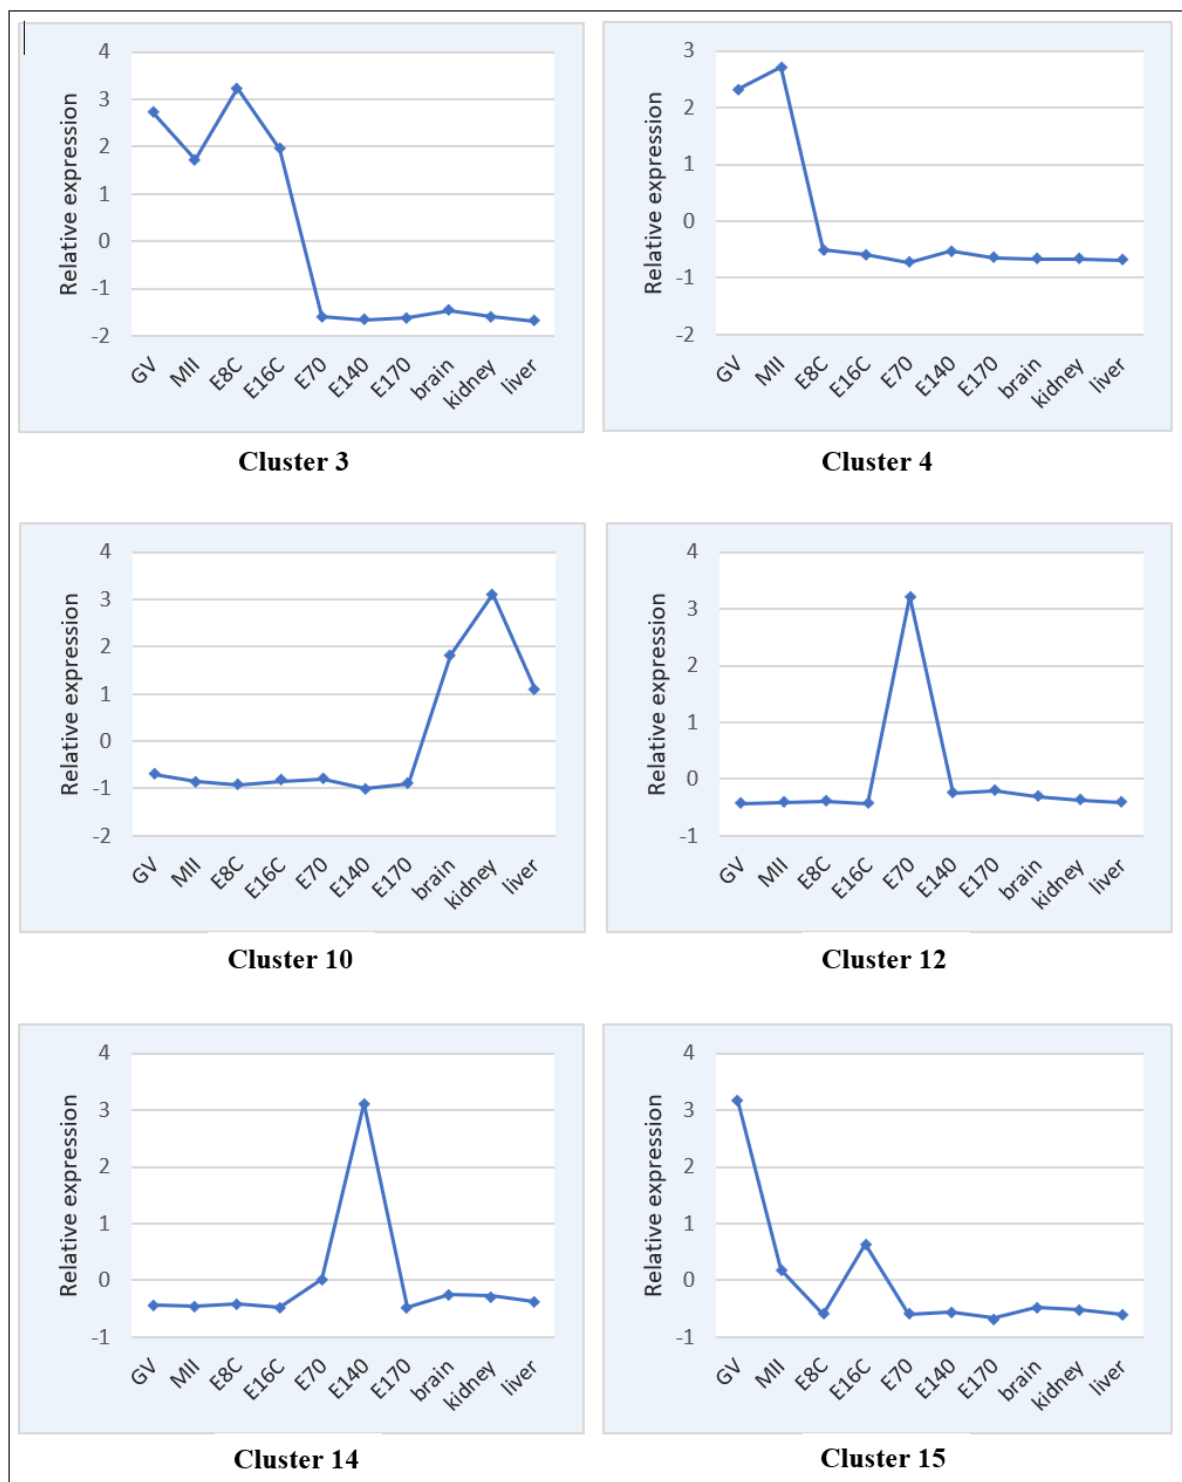 Relative expression
4
3
2
1
0
-1
-2
GV MII E8C E16C E70 E140 E170 brain kidney liver
Cluster 3
Relative expression
3
2
1
0
-1
-2
GV MII E8C E16C E70 E140 E170 brain kidney liver
Cluster 4
Relative expression
4
3
2
1
0
-1
-2
GV MII E8C E16C E70 E140 E170 brain kidney liver
Cluster 10
Relative expression
4
3
2
1
0
-1
GV MII E8C E16C E70 E140 E170 brain kidney liver
Cluster 12
Relative expression
4
3
2
1
0
-1
GV MII E8C E16C E70 E140 E170 brain kidney liver
Cluster 14
Relative expression
4
3
2
1
0
-1
GV MII E8C E16C E70 E140 E170 brain kidney liver
Cluster 15